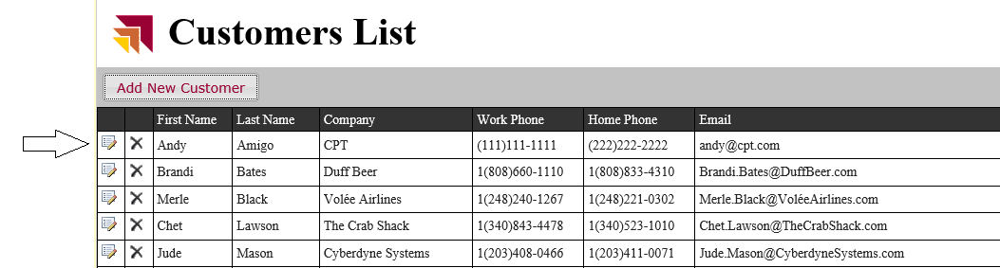 Customers List
Add New Customer
First Name Last Name Company Work Phone Home Phone Email
Andy Amigo CPT (111)111-1111 (222)222-2222 andy@cpt.com
Brandi Bates Duff Beer 1(808)660-1110 1(808)833-4310 Brandi.Bates@DuffBeer.com
Merle Black Volée Airlines 1(248)240-1267 1(248)221-0302 Merle.Black@VoléeAirlines.com
Chet Lawson The Crab Shack 1(340)843-4478 1(340)523-1010 Chet.Lawson@TheCrabShack.com
Jude Mason Cyberdyne Systems 1(203)408-0466 1(203)411-0071 Jude.Mason@CyberdyneSystems.com